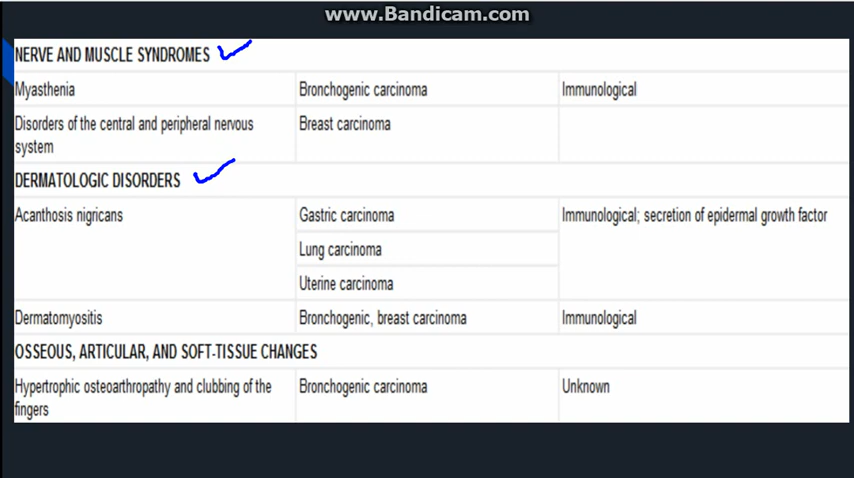 www.Bandicam.com
NERVE AND MUSCLE SYNDROMES
Myasthenia Bronchogenic carcinoma Immunological
Disorders of the central and peripheral nervous Breast carcinoma
system
DERMATOLOGIC DISORDERS
Acanthosis nigricans Gastric carcinoma Immunological; secretion of epidermal growth factor
Lung carcinoma
Uterine carcinoma
Dermatomyositis Bronchogenic, breast carcinoma Immunological
OSSEOUS, ARTICULAR, AND SOFT-TISSUE CHANGES
Hypertrophic osteoarthropathy and clubbing of the Bronchogenic carcinoma Unknown
fingers